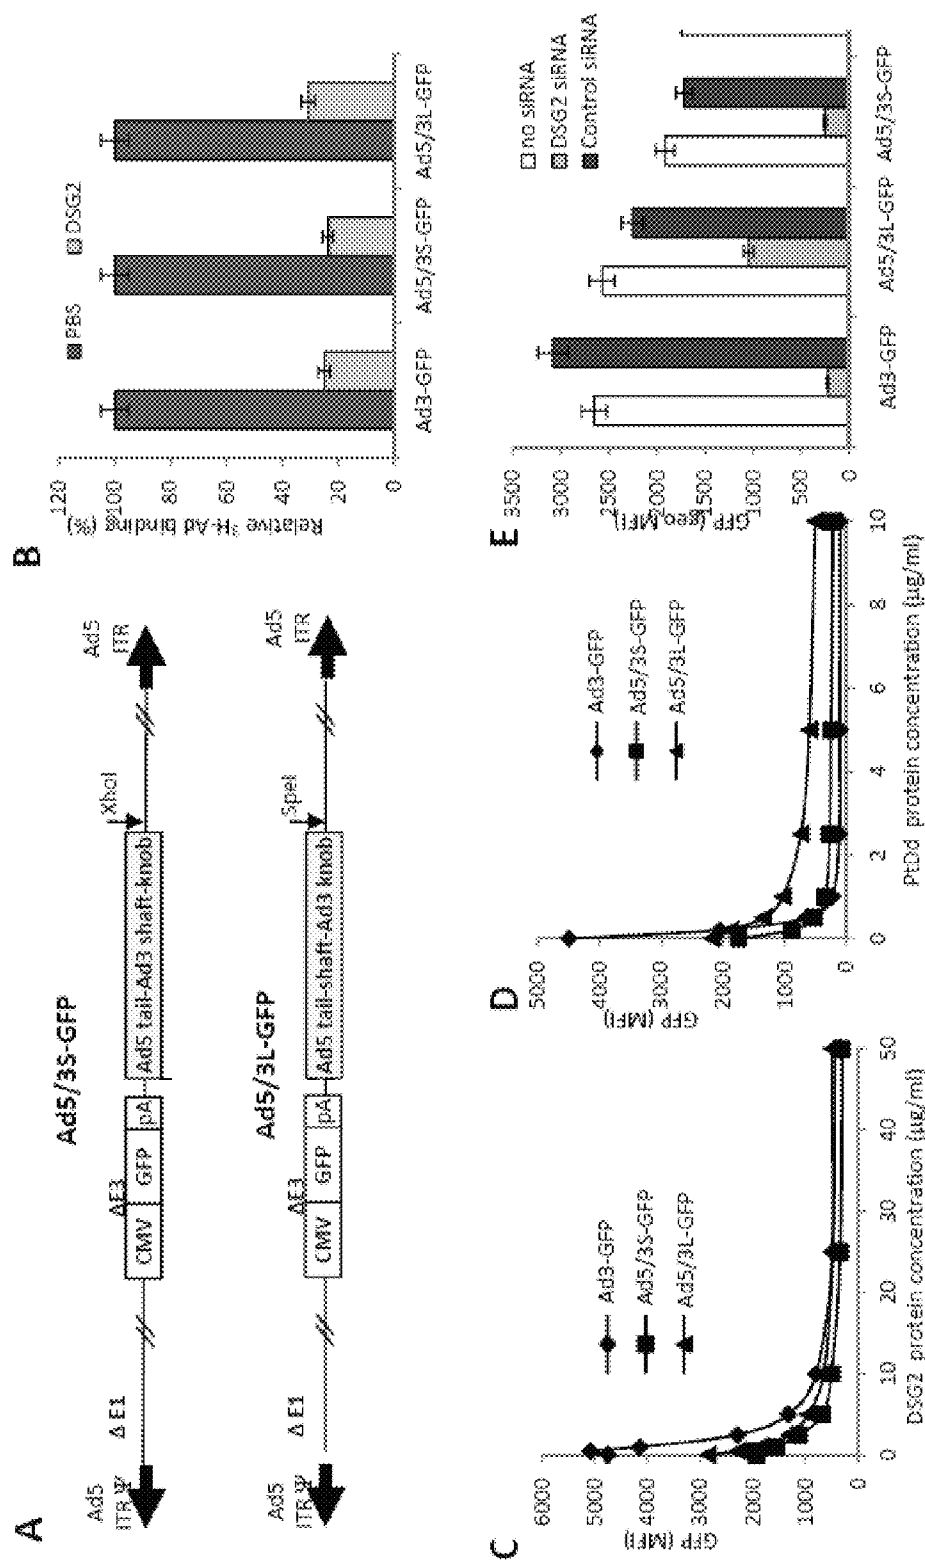 A
Ad5/3S-GFP
Ad5
ITR Ψ
Δ E1
ΔE3
CMV
GFP
pA
Ad5 tail-Ad3 shaft-knob
XhoI
Ad5
ITR
Ad5/3L-GFP
Ad5
ITR Ψ
Δ E1
ΔE3
CMV
GFP
pA
Ad5 tail-shaft-Ad3 knob
SpeI
Ad5
ITR
B
PBS
DSG2
Relative ³H-Ad binding (%)
120
100
80
60
40
20
0
Ad3-GFP
Ad5/3S-GFP
Ad5/3L-GFP
C
GFP (MFI)
6000
5000
4000
3000
2000
1000
0
Ad3-GFP
Ad5/3S-GFP
Ad5/3L-GFP
0
10
20
30
40
50
DSG2 protein concentration (µg/ml)
D
GFP (MFI)
5000
4000
3000
2000
1000
0
Ad3-GFP
Ad5/3S-GFP
Ad5/3L-GFP
0
2
4
6
8
10
PtDd protein concentration (µg/ml)
E
GFP (geo.MFI)
3500
3000
2500
2000
1500
1000
500
0
no siRNA
DSG2 siRNA
Control siRNA
Ad3-GFP
Ad5/3L-GFP
Ad5/3S-GFP